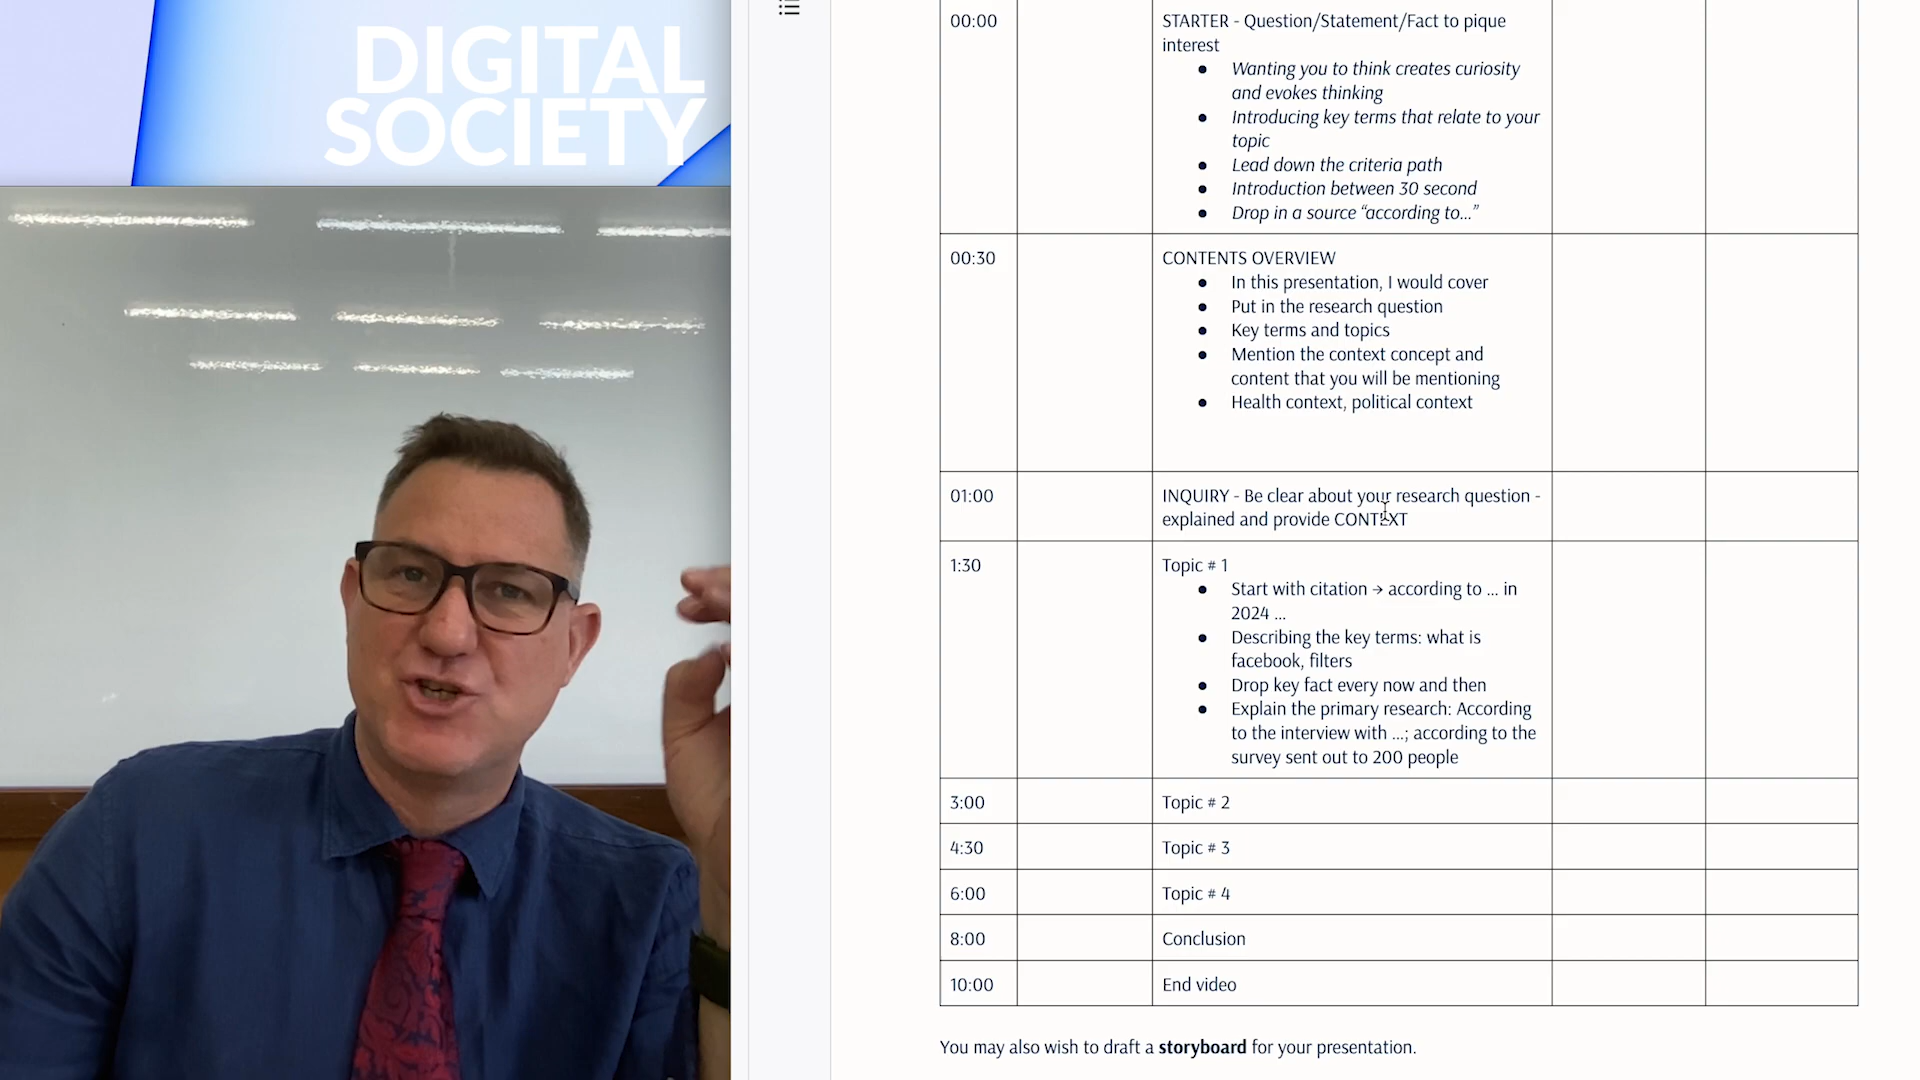 DIGITAL
SOCIETY
00:00
STARTER - Question/Statement/Fact to pique
interest
● Wanting you to think creates curiosity
and evokes thinking
● Introducing key terms that relate to your
topic
● Lead down the criteria path
● Introduction between 30 second
● Drop in a source “according to...”
00:30
CONTENTS OVERVIEW
● In this presentation, I would cover
● Put in the research question
● Key terms and topics
● Mention the context concept and
content that you will be mentioning
● Health context, political context
01:00
INQUIRY - Be clear about your research question -
explained and provide CONTEXT
1:30
Topic # 1
● Start with citation → according to ... in
2024 ...
● Describing the key terms: what is
facebook, filters
● Drop key fact every now and then
● Explain the primary research: According
to the interview with ...; according to the
survey sent out to 200 people
3:00 Topic # 2
4:30 Topic # 3
6:00 Topic # 4
8:00 Conclusion
10:00 End video
You may also wish to draft a storyboard for your presentation.